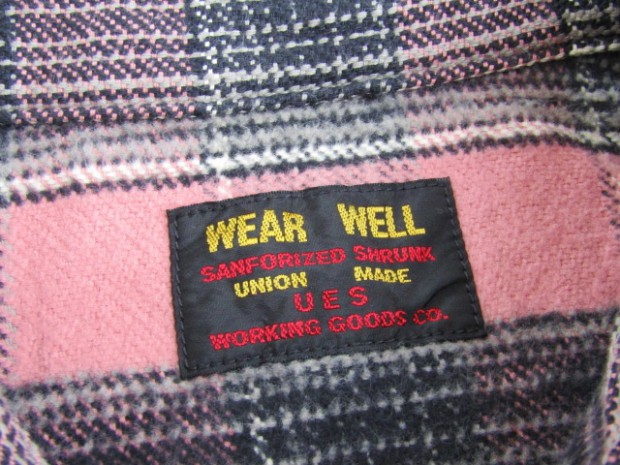 WEAR WELL
SANFORIZED SHRUNK
UNION MADE
UES
WORKING GOODS CO.